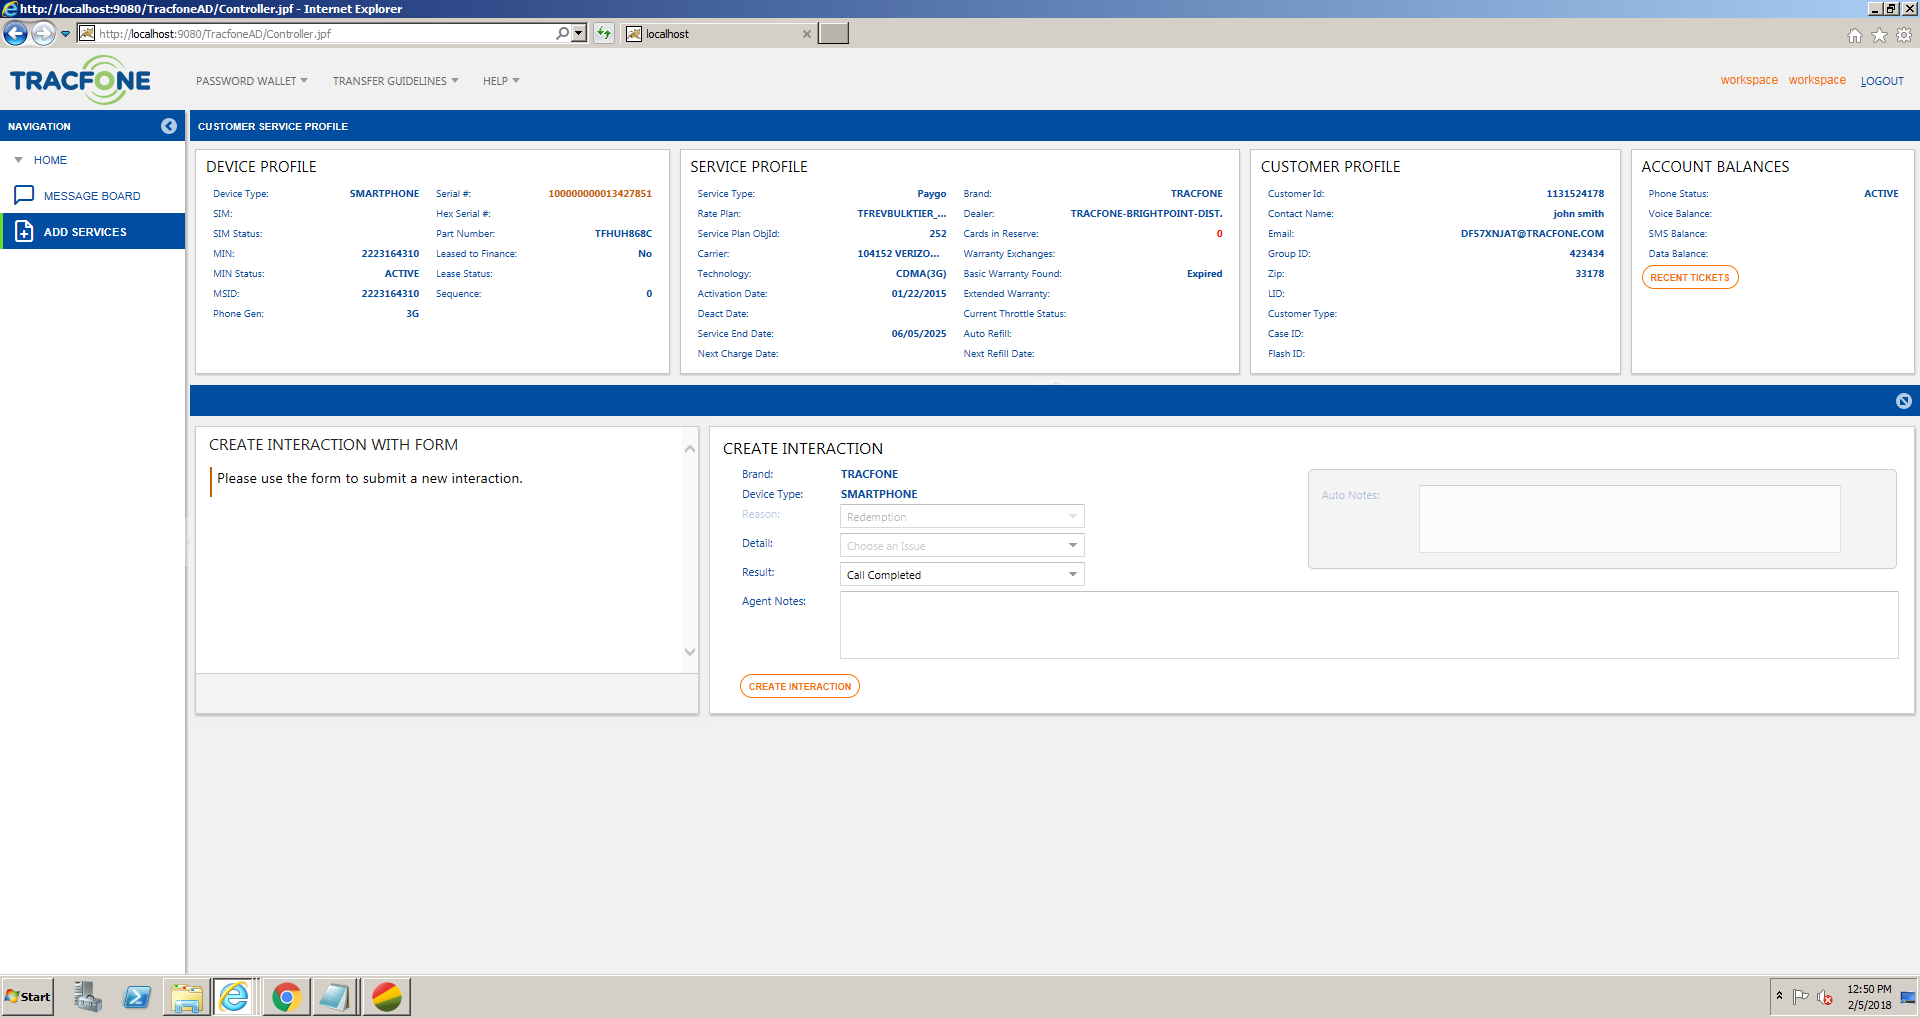 http://localhost:9080/TracfoneAD/Controller.jpf - Internet Explorer
http://localhost:9080/TracfoneAD/Controller.jpf
localhost
TRACFONE
PASSWORD WALLET
TRANSFER GUIDELINES
HELP
workspace
workspace
LOGOUT
NAVIGATION
HOME
MESSAGE BOARD
ADD SERVICES
CUSTOMER SERVICE PROFILE
DEVICE PROFILE
Device Type: SMARTPHONE
SIM:
SIM Status:
MIN: 2223164310
MIN Status: ACTIVE
MSID: 2223164310
Phone Gen: 3G
Serial #: 100000000013427851
Hex Serial #:
Part Number: TFHUH868C
Leased to Finance: No
Lease Status:
Sequence: 0
SERVICE PROFILE
Service Type: Paygo
Rate Plan: TFREVBULKTIER_...
Service Plan ObjId: 252
Carrier: 104152 VERIZO...
Technology: CDMA(3G)
Activation Date: 01/22/2015
Deact Date:
Service End Date: 06/05/2025
Next Charge Date:
Brand: TRACFONE
Dealer: TRACFONE-BRIGHTPOINT-DIST.
Cards in Reserve: 0
Warranty Exchanges:
Basic Warranty Found: Expired
Extended Warranty:
Current Throttle Status:
Auto Refill:
Next Refill Date:
CUSTOMER PROFILE
Customer Id: 1131524178
Contact Name: john smith
Email: DF57XNJAT@TRACFONE.COM
Group ID: 423434
Zip: 33178
LID:
Customer Type:
Case ID:
Flash ID:
ACCOUNT BALANCES
Phone Status: ACTIVE
Voice Balance:
SMS Balance:
Data Balance:
RECENT TICKETS
CREATE INTERACTION WITH FORM
Please use the form to submit a new interaction.
CREATE INTERACTION
Brand: TRACFONE
Device Type: SMARTPHONE
Reason: Redemption
Detail: Choose an Issue
Result: Call Completed
Agent Notes:
Auto Notes:
CREATE INTERACTION
Start
12:50 PM
2/5/2018